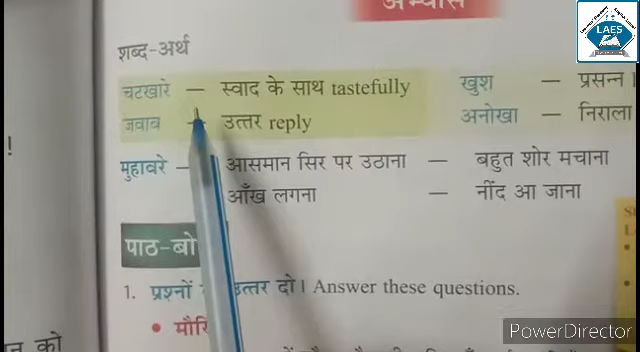 अभ्यास
LAES
शब्द-अर्थ
चटखारे — स्वाद के साथ tastefully खुश — प्रसन्न
जवाब — उत्तर reply अनोखा — निराला
!
मुहावरे — आसमान सिर पर उठाना — बहुत शोर मचाना
आँख लगना — नींद आ जाना
पाठ-बो
1. प्रश्नों उत्तर दो। Answer these questions.
• मौखि
को
PowerDirector